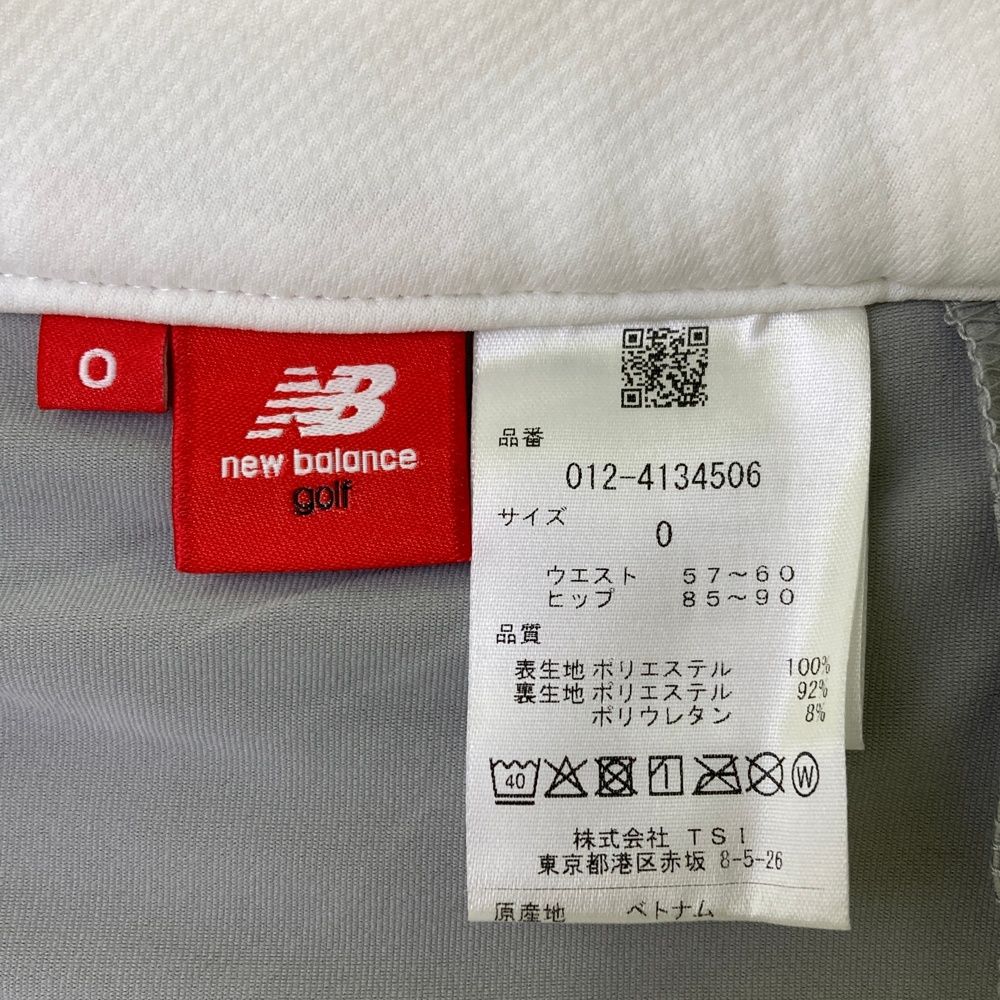 0
NB
new balance
golf
品番
012-4134506
サイズ
0
ウエスト 57～60
ヒップ 85～90
品質
表生地 ポリエステル 100%
裏生地 ポリエステル 92%
ポリウレタン 8%
40 W
株式会社 TSI
東京都港区赤坂 8-5-26
原産地 ベトナム